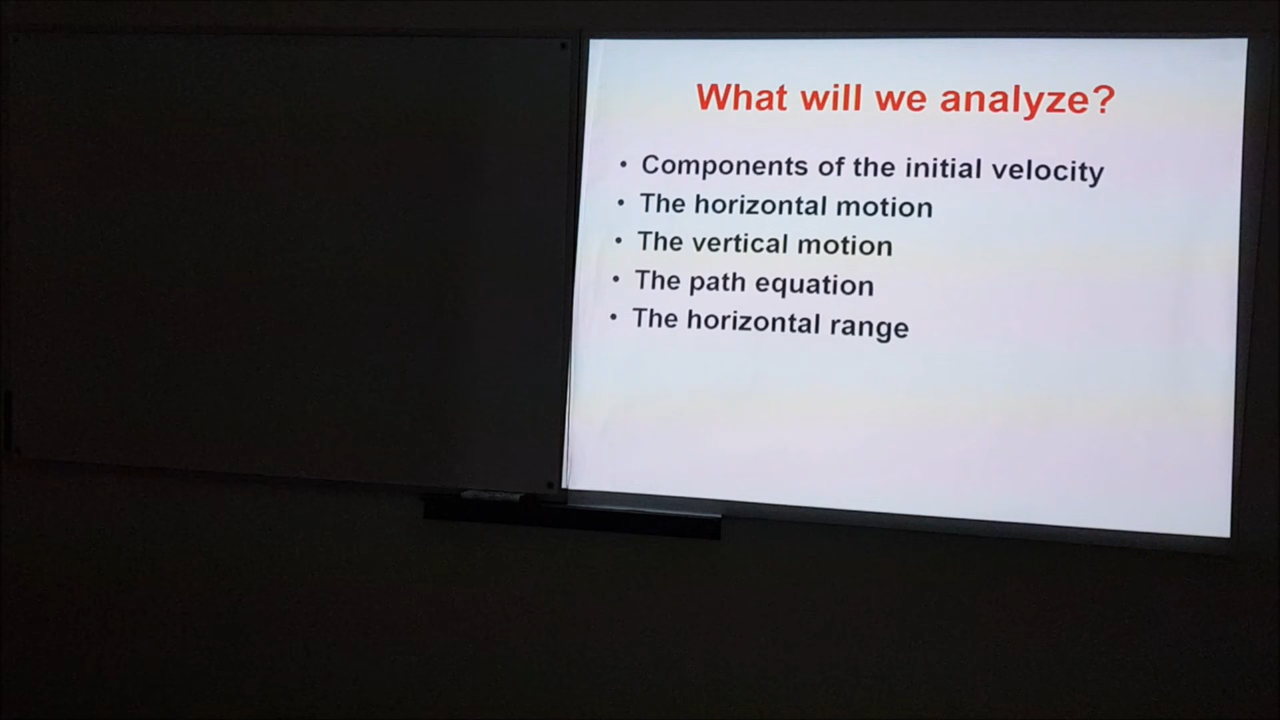 What will we analyze?
• Components of the initial velocity
• The horizontal motion
• The vertical motion
• The path equation
• The horizontal range